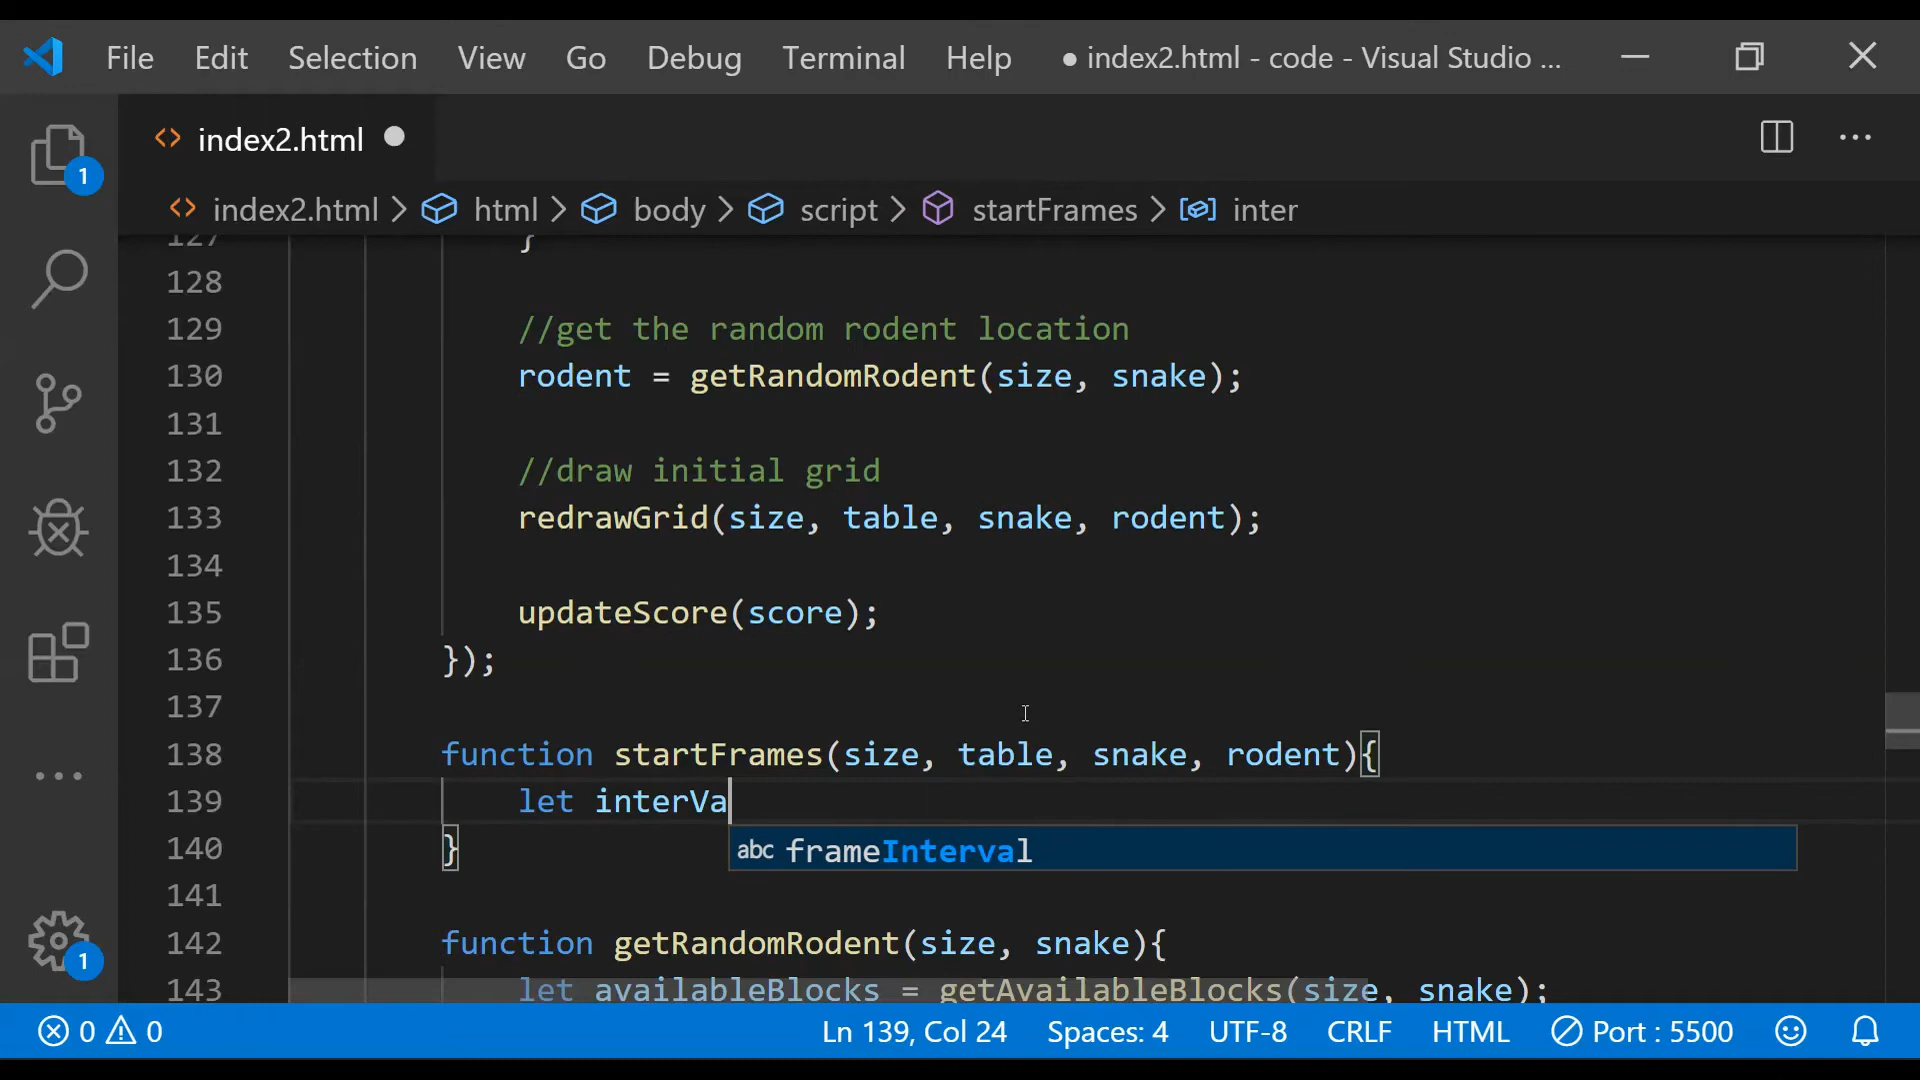 File Edit Selection View Go Debug Terminal Help ● index2.html - code - Visual Studio ...
index2.html
1
index2.html > html > body > script > startFrames > inter
127 }
128
129 //get the random rodent location
130 rodent = getRandomRodent(size, snake);
131
132 //draw initial grid
133 redrawGrid(size, table, snake, rodent);
134
135 updateScore(score);
136 });
137
138 function startFrames(size, table, snake, rodent){
139 let interVa
140 }
abc frameInterval
141
142 function getRandomRodent(size, snake){
143 let availableBlocks = getAvailableBlocks(size, snake);
1
0 0 Ln 139, Col 24 Spaces: 4 UTF-8 CRLF HTML Port : 5500